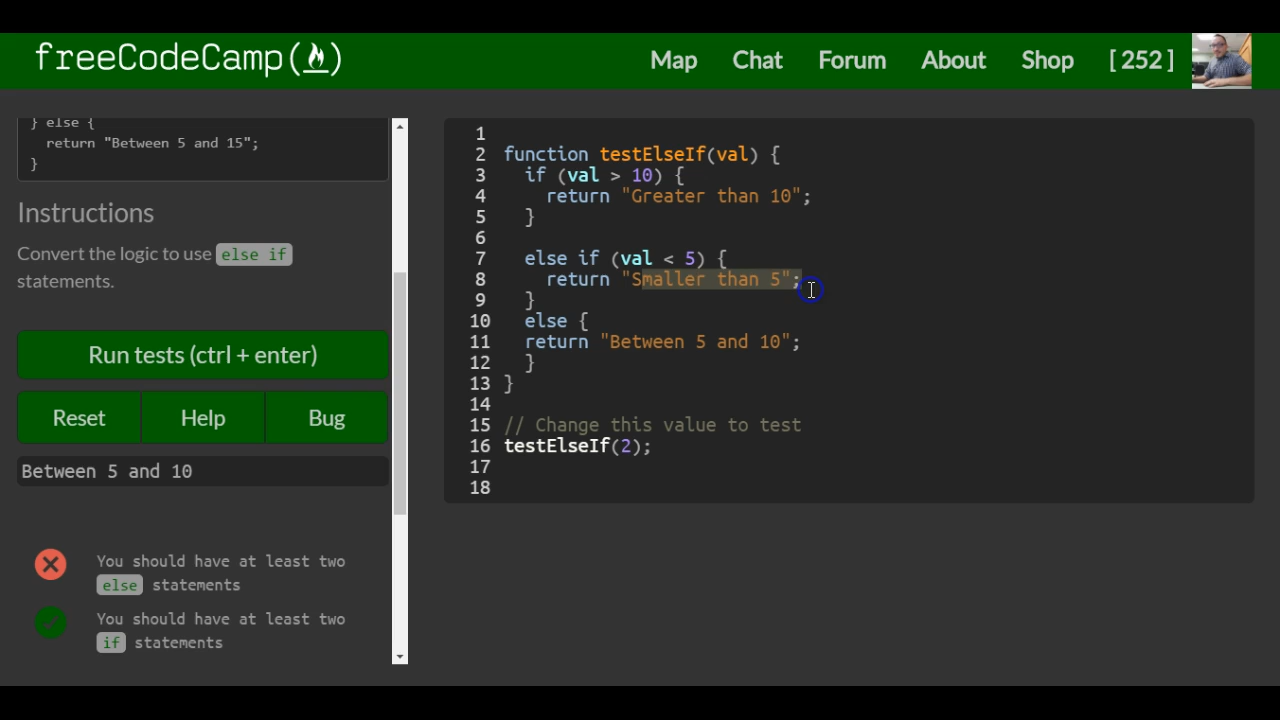 freeCodeCamp(🔥)
Map Chat Forum About Shop [ 252 ]
} else {
return "Between 5 and 15";
}
Instructions
Convert the logic to use else if
statements.
Run tests (ctrl + enter)
Reset Help Bug
Between 5 and 10
You should have at least two
else statements
You should have at least two
if statements
1
2 function testElseIf(val) {
3 if (val > 10) {
4 return "Greater than 10";
5 }
6
7 else if (val < 5) {
8 return "Smaller than 5";
9 }
10 else {
11 return "Between 5 and 10";
12 }
13 }
14
15 // Change this value to test
16 testElseIf(2);
17
18